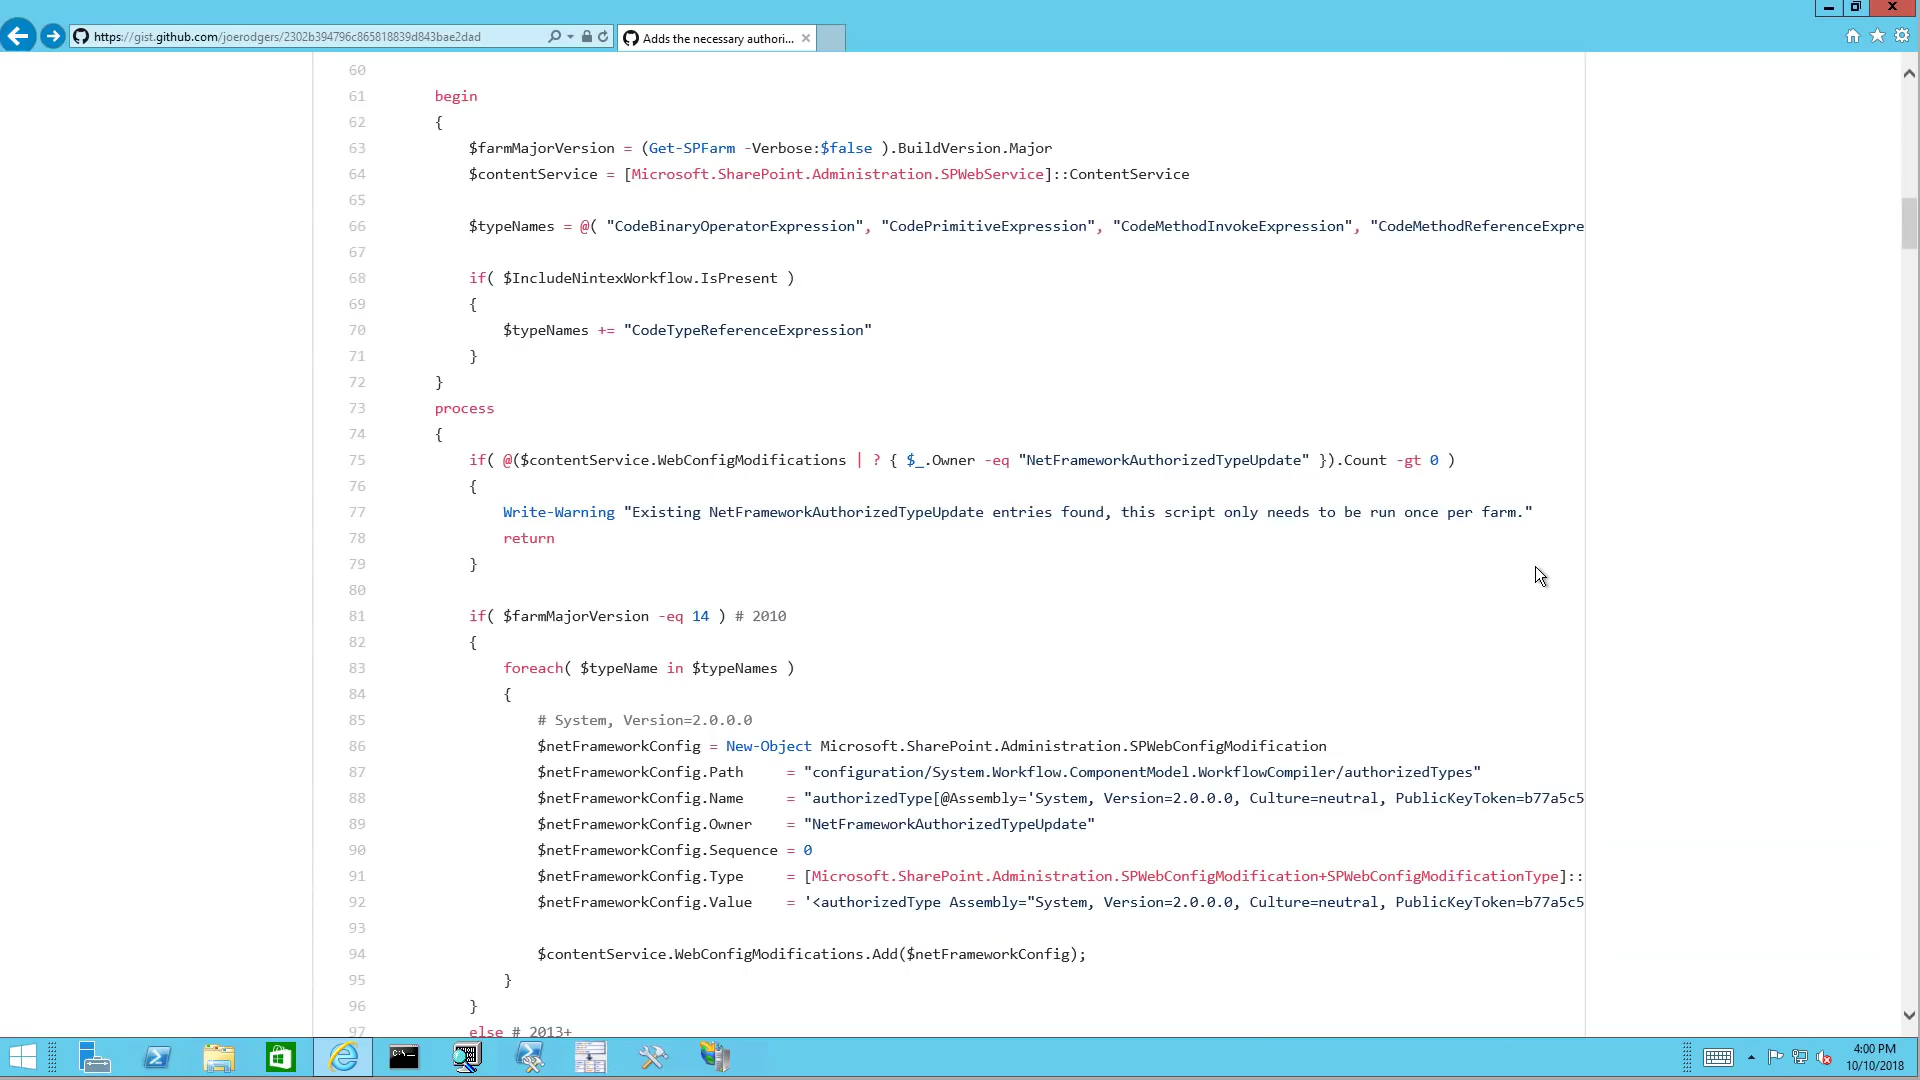 https://gist.github.com/joerodgers/2302b394796c865818839d843bae2dad
Adds the necessary authori...
60
61 begin
62 {
63 $farmMajorVersion = (Get-SPFarm -Verbose:$false ).BuildVersion.Major
64 $contentService = [Microsoft.SharePoint.Administration.SPWebService]::ContentService
65
66 $typeNames = @( "CodeBinaryOperatorExpression", "CodePrimitiveExpression", "CodeMethodInvokeExpression", "CodeMethodReferenceExpre
67
68 if( $IncludeNintexWorkflow.IsPresent )
69 {
70 $typeNames += "CodeTypeReferenceExpression"
71 }
72 }
73 process
74 {
75 if( @($contentService.WebConfigModifications | ? { $_.Owner -eq "NetFrameworkAuthorizedTypeUpdate" }).Count -gt 0 )
76 {
77 Write-Warning "Existing NetFrameworkAuthorizedTypeUpdate entries found, this script only needs to be run once per farm."
78 return
79 }
80
81 if( $farmMajorVersion -eq 14 ) # 2010
82 {
83 foreach( $typeName in $typeNames )
84 {
85 # System, Version=2.0.0.0
86 $netFrameworkConfig = New-Object Microsoft.SharePoint.Administration.SPWebConfigModification
87 $netFrameworkConfig.Path = "configuration/System.Workflow.ComponentModel.WorkflowCompiler/authorizedTypes"
88 $netFrameworkConfig.Name = "authorizedType[@Assembly='System, Version=2.0.0.0, Culture=neutral, PublicKeyToken=b77a5c5
89 $netFrameworkConfig.Owner = "NetFrameworkAuthorizedTypeUpdate"
90 $netFrameworkConfig.Sequence = 0
91 $netFrameworkConfig.Type = [Microsoft.SharePoint.Administration.SPWebConfigModification+SPWebConfigModificationType]::
92 $netFrameworkConfig.Value = '<authorizedType Assembly="System, Version=2.0.0.0, Culture=neutral, PublicKeyToken=b77a5c5
93
94 $contentService.WebConfigModifications.Add($netFrameworkConfig);
95 }
96 }
97 else # 2013+
4:00 PM
10/10/2018